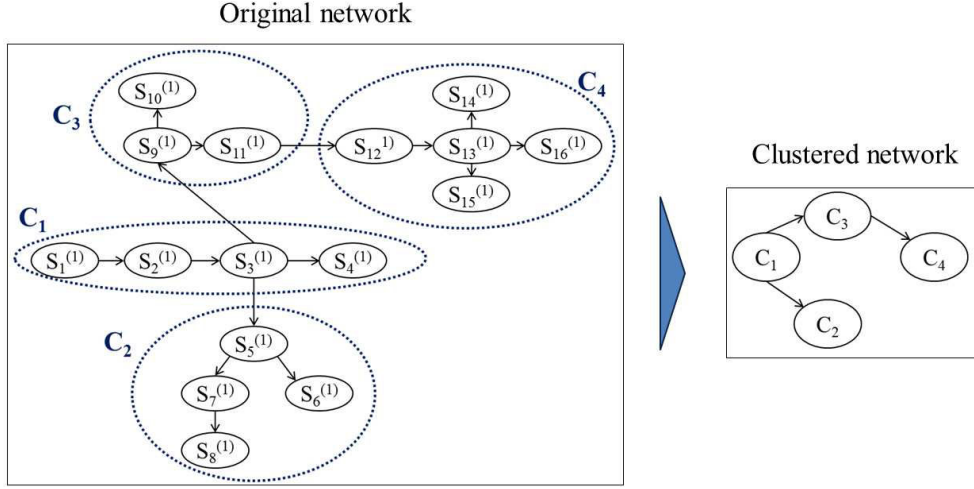 Original network
S10(1)
S14(1)
C4
C3
S9(1) S11(1) S12 1) S13(1) S16(1)
Clustered network
S15(1)
C1
C3
S1(1) S2(1) S3(1) S4(1)
C1 C4
C2
C2
S5(1)
S7(1) S6(1)
S8(1)